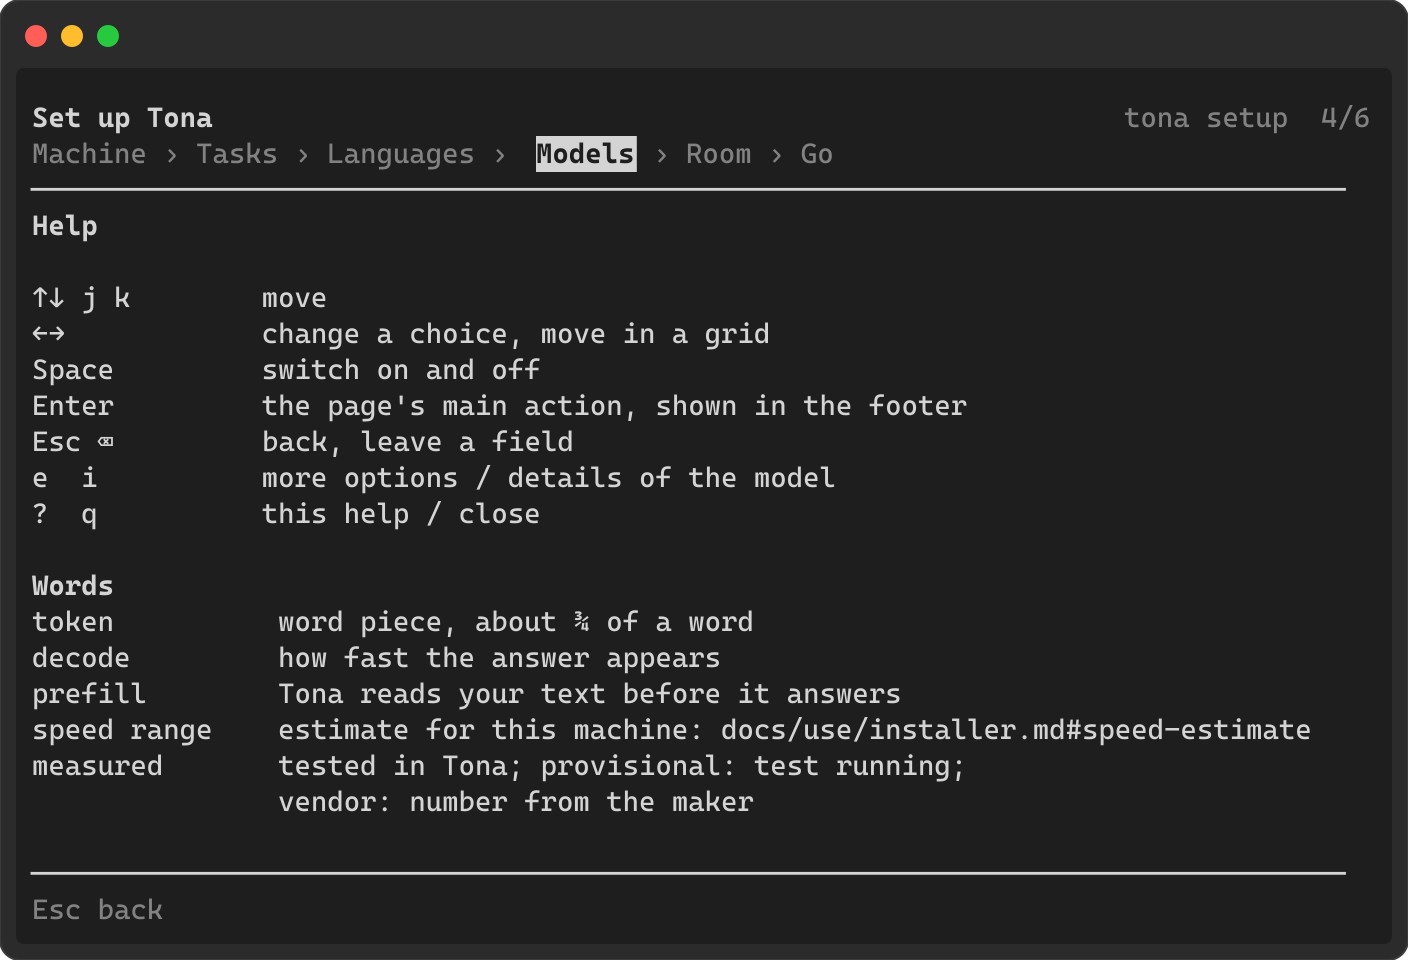 Set up Tona tona setup 4/6
Machine › Tasks › Languages › Models › Room › Go
Help
↑↓ j k move
←→ change a choice, move in a grid
Space switch on and off
Enter the page's main action, shown in the footer
Esc ⌫ back, leave a field
e i more options / details of the model
? q this help / close
Words
token word piece, about ¾ of a word
decode how fast the answer appears
prefill Tona reads your text before it answers
speed range estimate for this machine: docs/use/installer.md#speed-estimate
measured tested in Tona; provisional: test running;
vendor: number from the maker
Esc back